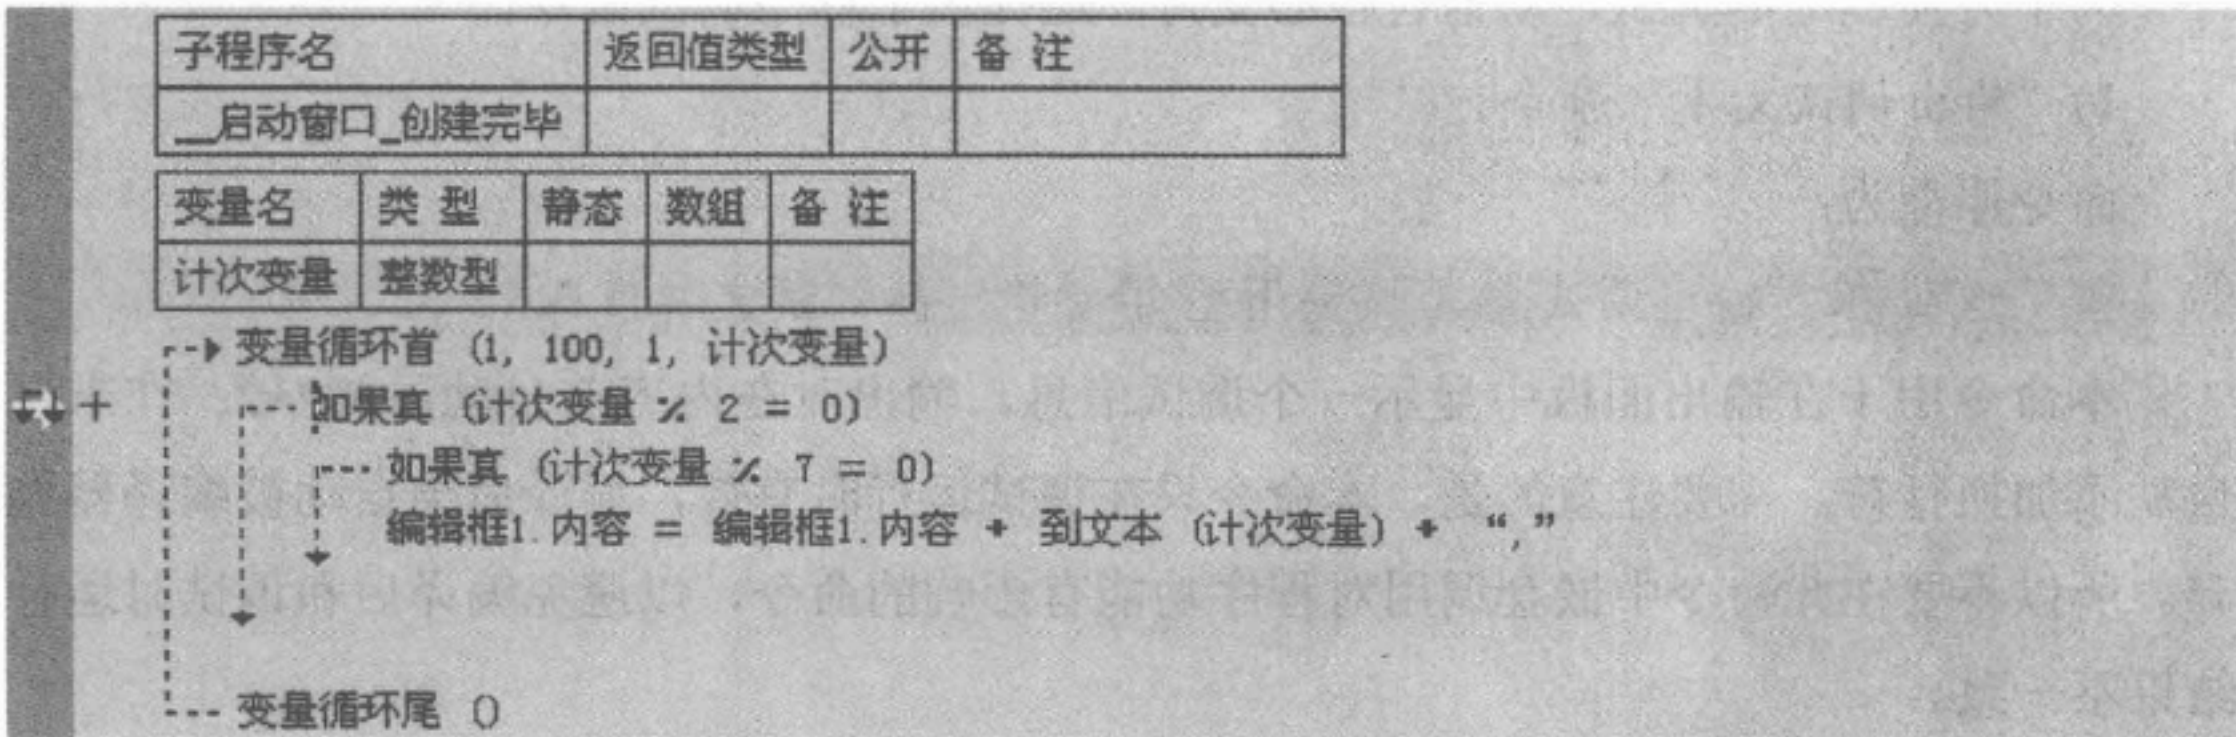 子程序名 返回值类型 公开 备 注
__启动窗口_创建完毕
变量名 类 型 静态 数组 备 注
计次变量 整数型
变量循环首 (1, 100, 1, 计次变量)
如果真 (计次变量 % 2 = 0)
如果真 (计次变量 % 7 = 0)
编辑框1.内容 = 编辑框1.内容 + 到文本 (计次变量) + “,”
变量循环尾 ()